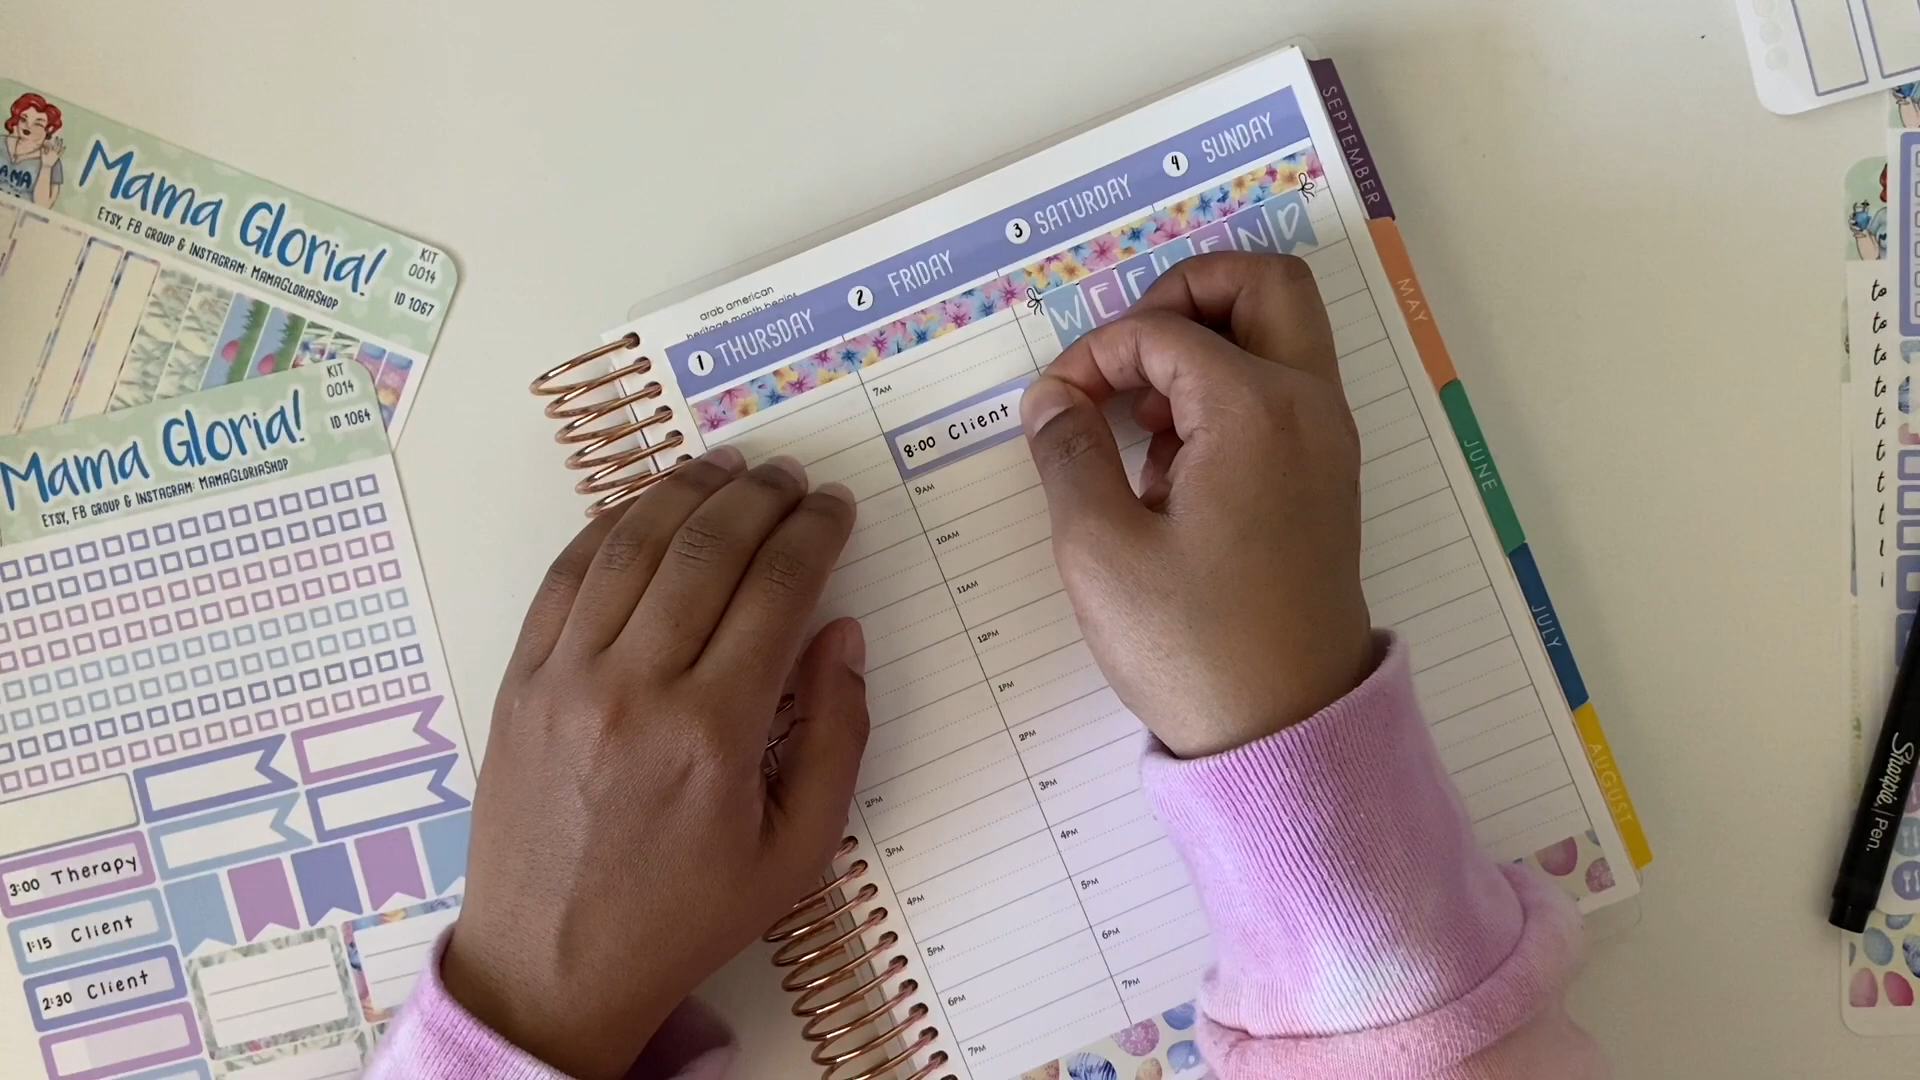 Mama Gloria!
Etsy, FB group & Instagram: MamaGloriaShop
KIT
0014
ID 1067
Mama Gloria!
Etsy, FB group & Instagram: MamaGloriaShop
KIT
0014
ID 1064
3:00 Therapy
1:15 Client
2:30 Client
arab american
heritage month begins
1 THURSDAY
2 FRIDAY
3 SATURDAY
4 SUNDAY
7AM
8:00 Client
9AM
10AM
11AM
12PM
1PM
2PM
3PM
4PM
5PM
6PM
7PM
2PM
3PM
4PM
5PM
6PM
7PM
SEPTEMBER
MAY
JUNE
JULY
AUGUST
Sharpie Pen.